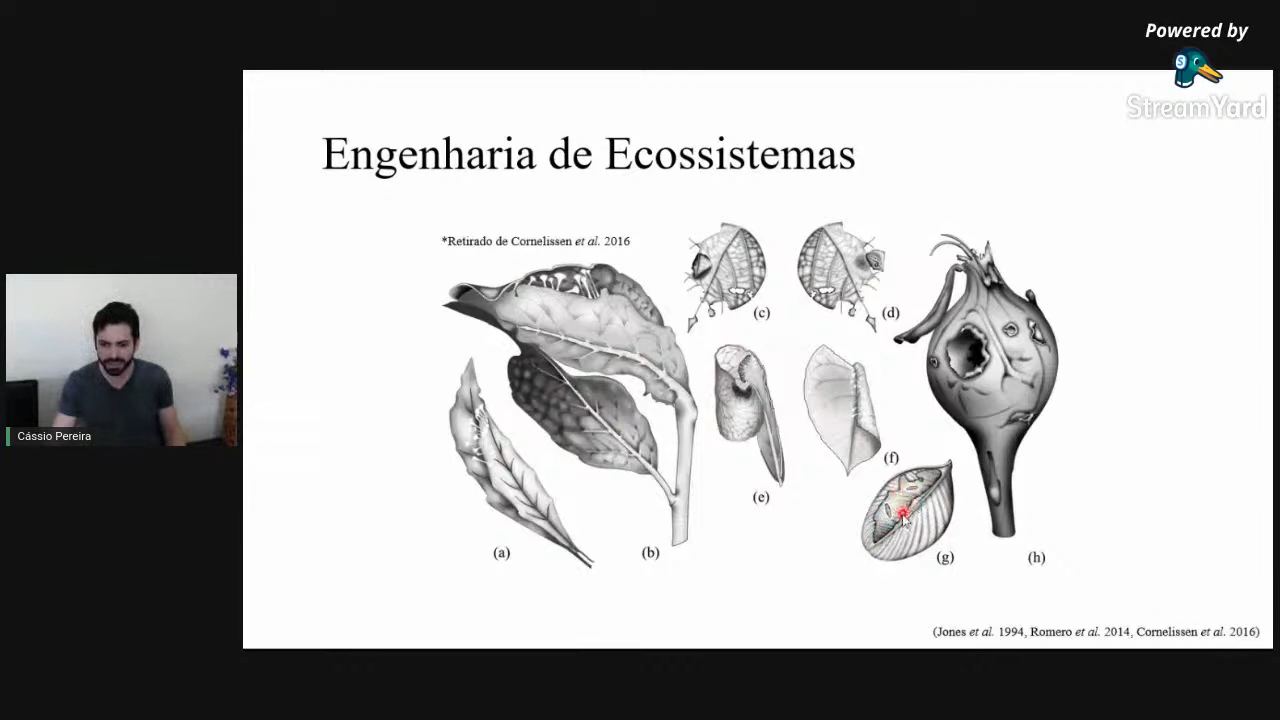 Powered by
StreamYard
Engenharia de Ecossistemas
*Retirado de Cornelissen et al. 2016
(c)
(d)
(e)
(f)
(a)
(b)
(g)
(h)
Cássio Pereira
(Jones et al. 1994, Romero et al. 2014, Cornelissen et al. 2016)